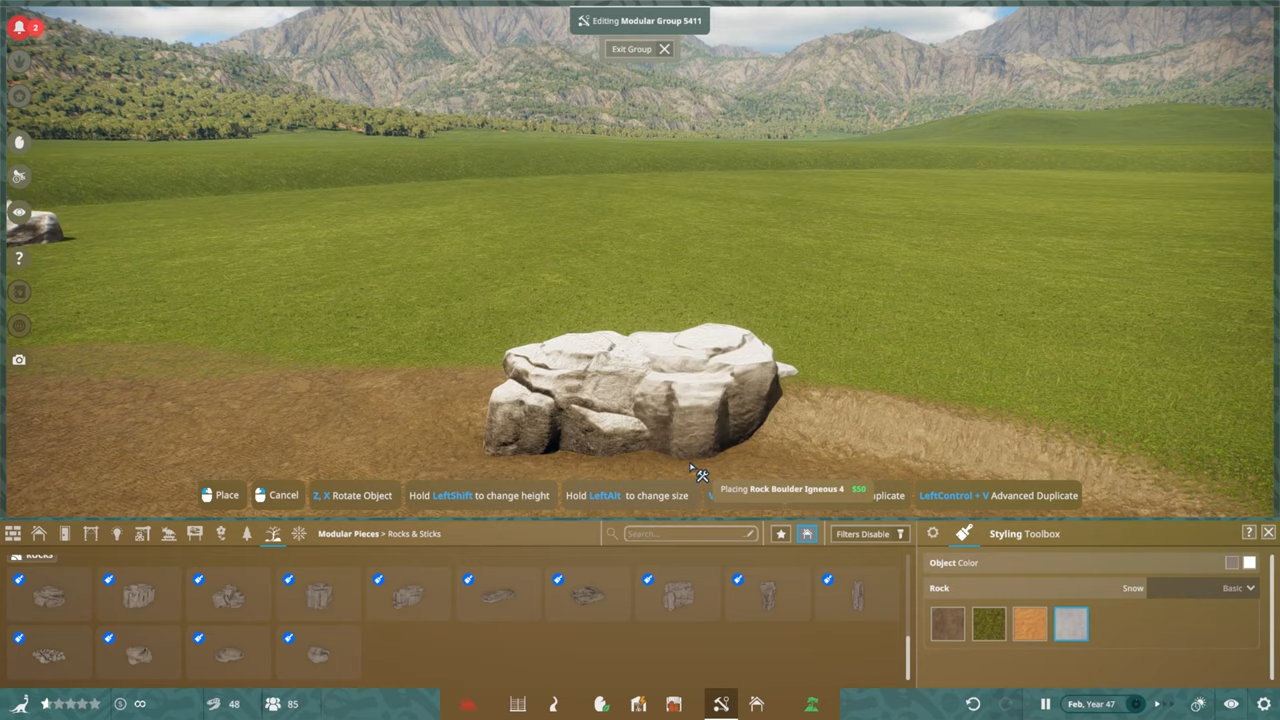 Editing Modular Group 5411
2
Exit Group
?
Place
Cancel
Z, X Rotate Object
Hold LeftShift to change height
Hold LeftAlt to change size
Placing Rock Boulder Igneous 4 $50
LeftControl + V Advanced Duplicate
Modular Pieces > Rocks & Sticks
Search...
Filters Disable
Styling Toolbox
?
ROCKS
Object Color
Rock
Snow
Basic
∞
48
85
Feb, Year 47